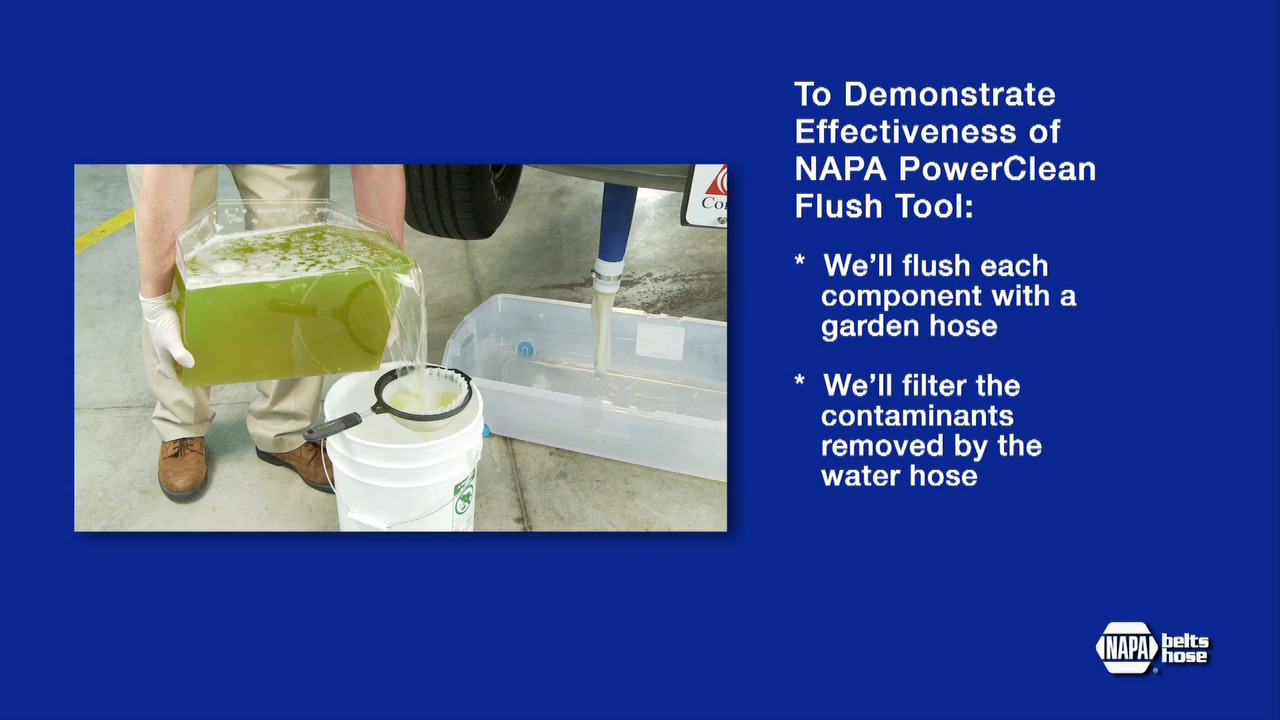 To Demonstrate
Effectiveness of
NAPA PowerClean
Flush Tool:
* We'll flush each
component with a
garden hose
* We'll filter the
contaminants
removed by the
water hose
NAPA belts
hose